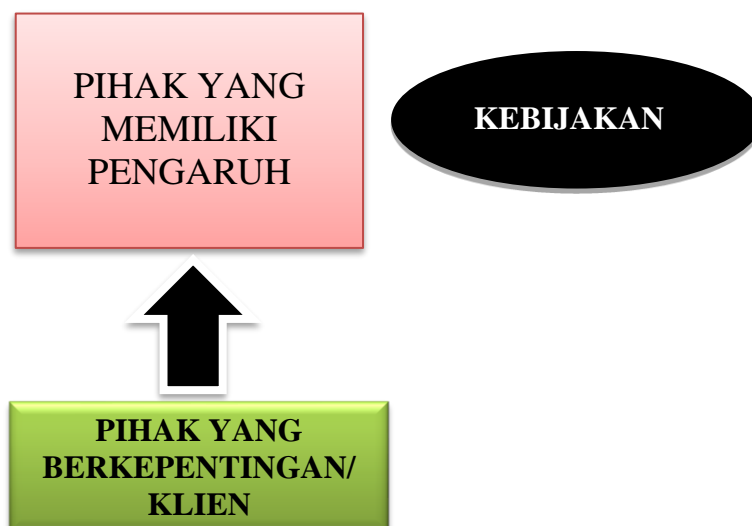 PIHAK YANG
MEMILIKI
PENGARUH
KEBIJAKAN
PIHAK YANG
BERKEPENTINGAN/
KLIEN